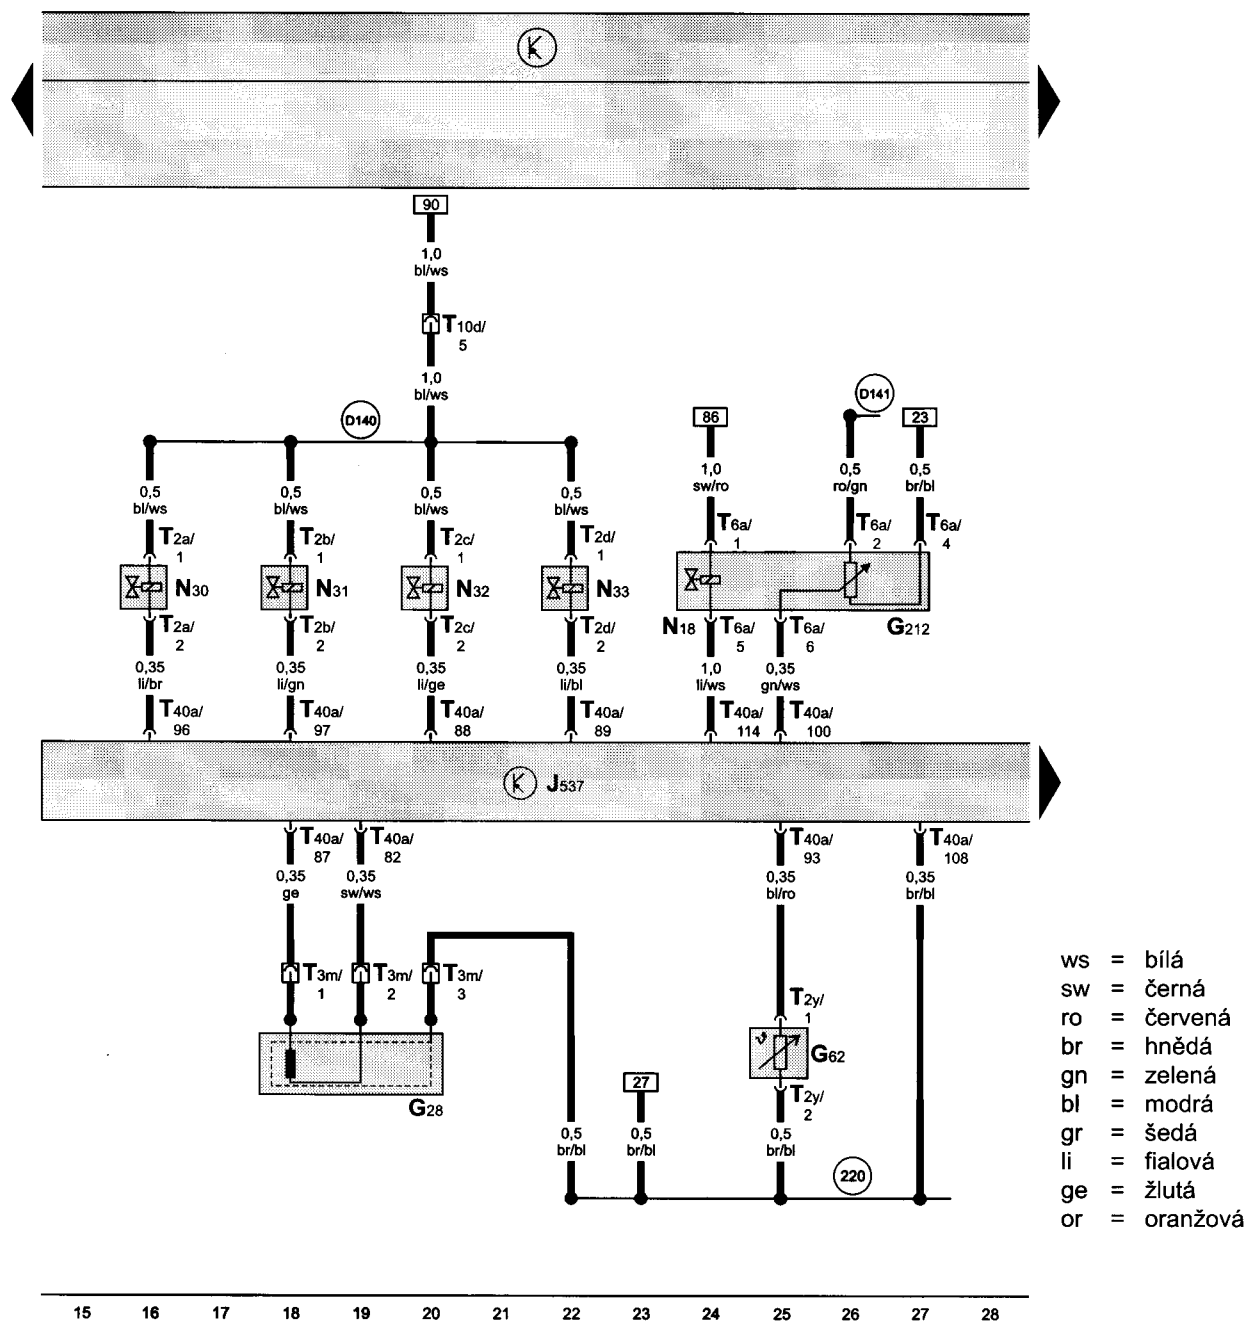 90
1,0
bl/ws
T10d/
5
1,0
bl/ws
D140
D141
86
23
0,5
bl/ws
0,5
bl/ws
0,5
bl/ws
0,5
bl/ws
1,0
sw/ro
0,5
ro/gn
0,5
br/bl
T2a/
1
T2b/
1
T2c/
1
T2d/
1
T6a/
1
T6a/
2
T6a/
4
N30
N31
N32
N33
N18
G212
T2a/
2
T2b/
2
T2c/
2
T2d/
2
T6a/
5
T6a/
6
0,35
li/br
0,35
li/gn
0,35
li/ge
0,35
li/bl
1,0
li/ws
0,35
gn/ws
T40a/
96
T40a/
97
T40a/
88
T40a/
89
T40a/
114
T40a/
100
J537
T40a/
87
T40a/
82
T40a/
93
T40a/
108
0,35
ge
0,35
sw/ws
0,35
bl/ro
0,35
br/bl
T3m/
1
T3m/
2
T3m/
3
T2y/
1
ϑ
G62
G28
27
T2y/
2
0,5
br/bl
0,5
br/bl
0,5
br/bl
220
ws = bílá
sw = černá
ro = červená
br = hnědá
gn = zelená
bl = modrá
gr = šedá
li = fialová
ge = žlutá
or = oranžová
15 16 17 18 19 20 21 22 23 24 25 26 27 28